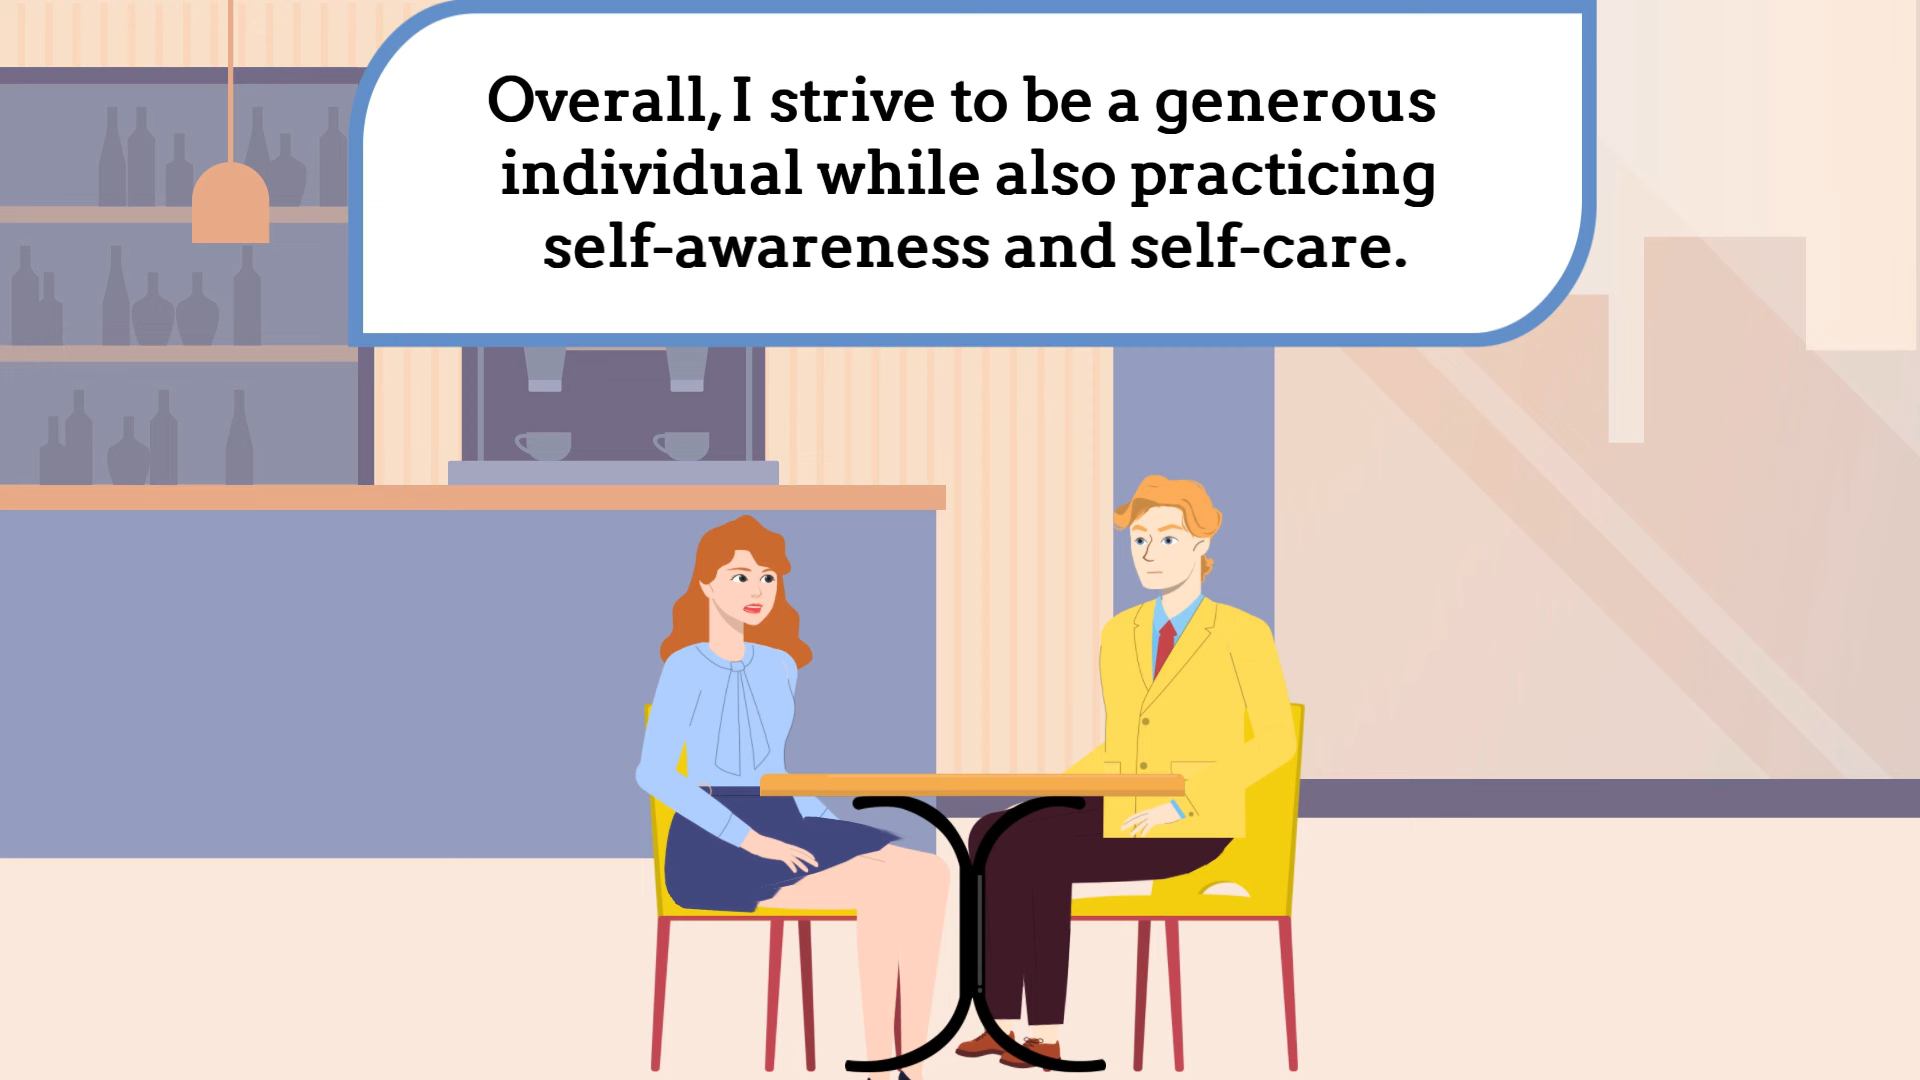 Overall, I strive to be a generous
individual while also practicing
self-awareness and self-care.